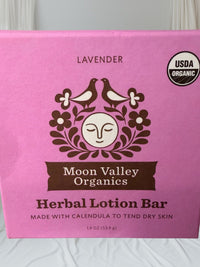 LAVENDER
USDA
ORGANIC
Moon Valley
Organics
Herbal Lotion Bar
MADE WITH CALENDULA TO TEND DRY SKIN